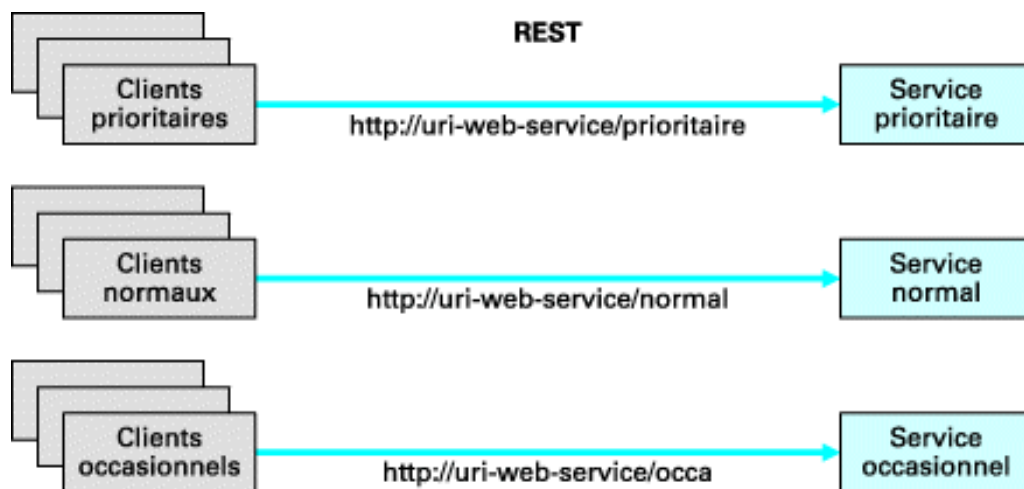 REST
Clients
prioritaires
http://uri-web-service/prioritaire
Service
prioritaire
Clients
normaux
http://uri-web-service/normal
Service
normal
Clients
occasionnels
http://uri-web-service/occa
Service
occasionnel